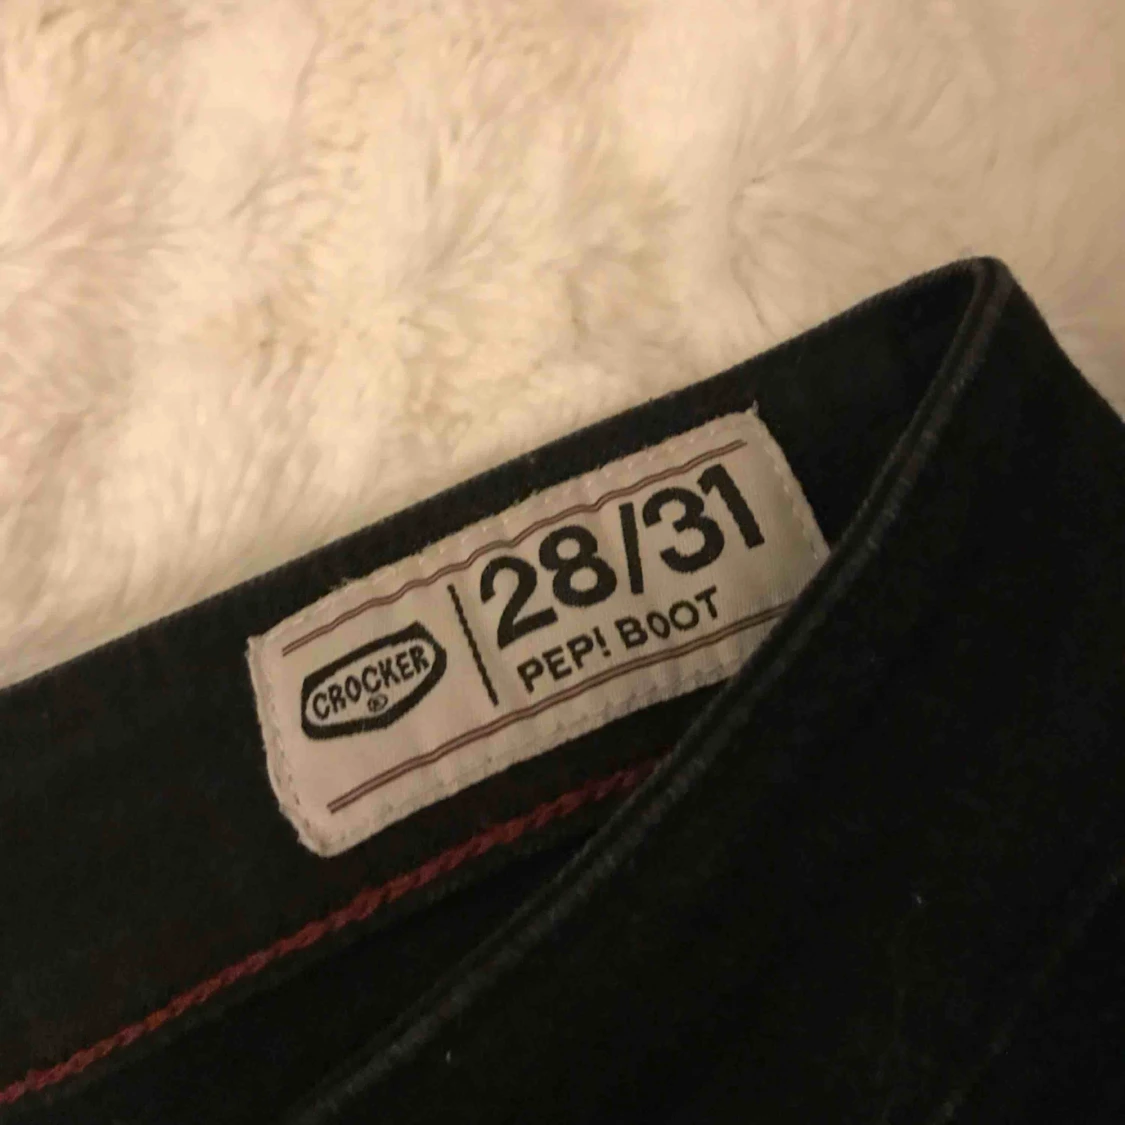 CROCKER
®
28/31
PEP! BOOT